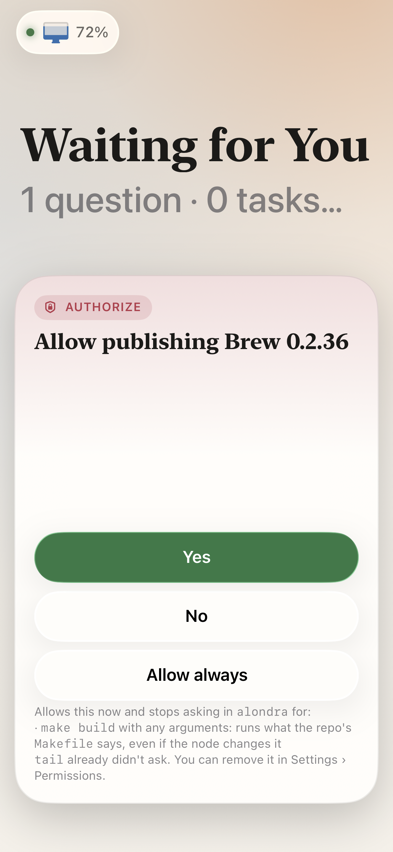 72%
Waiting for You
1 question · 0 tasks...
AUTHORIZE
Allow publishing Brew 0.2.36
Yes
No
Allow always
Allows this now and stops asking in alondra for:
· make build with any arguments: runs what the repo's
Makefile says, even if the node changes it
tail already didn't ask. You can remove it in Settings ›
Permissions.